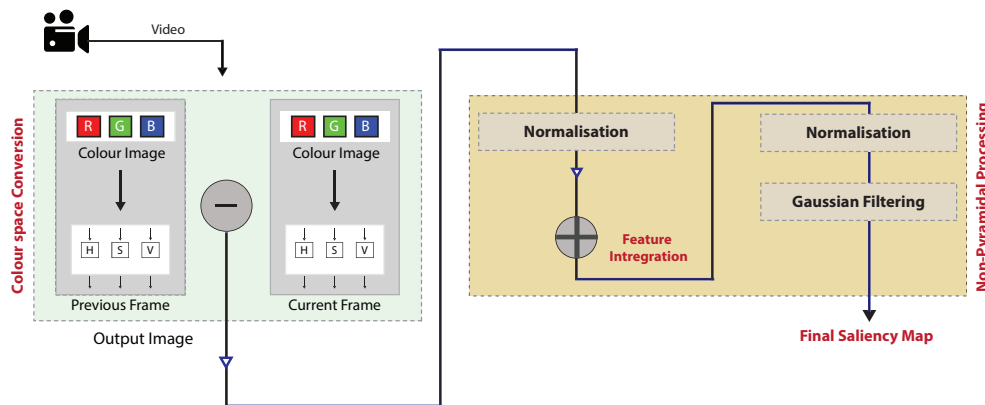 Video
Colour space Conversion
R G B
Colour Image
H S V
Previous Frame
R G B
Colour Image
H S V
Current Frame
Output Image
Normalisation
Feature
Intregration
Normalisation
Gaussian Filtering
Non-Pyramidal Processing
Final Saliency Map